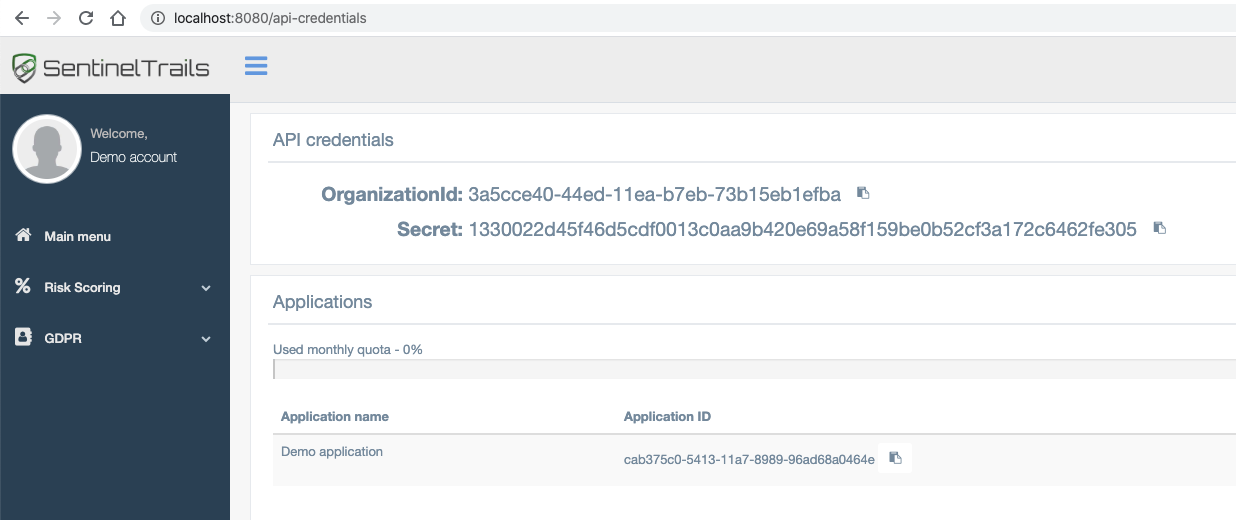 localhost:8080/api-credentials
SentinelTrails
Welcome,
Demo account
Main menu
Risk Scoring
GDPR
API credentials
OrganizationId: 3a5cce40-44ed-11ea-b7eb-73b15eb1efba
Secret: 1330022d45f46d5cdf0013c0aa9b420e69a58f159be0b52cf3a172c6462fe305
Applications
Used monthly quota - 0%
Application name Application ID
Demo application cab375c0-5413-11a7-8989-96ad68a0464e